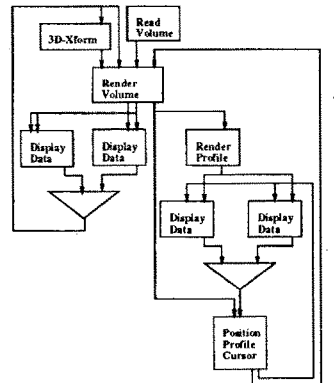 Read
Volume
3D-Xform
Render
Volume
Display
Data
Display
Data
Render
Profile
Display
Data
Display
Data
Position
Profile
Cursor